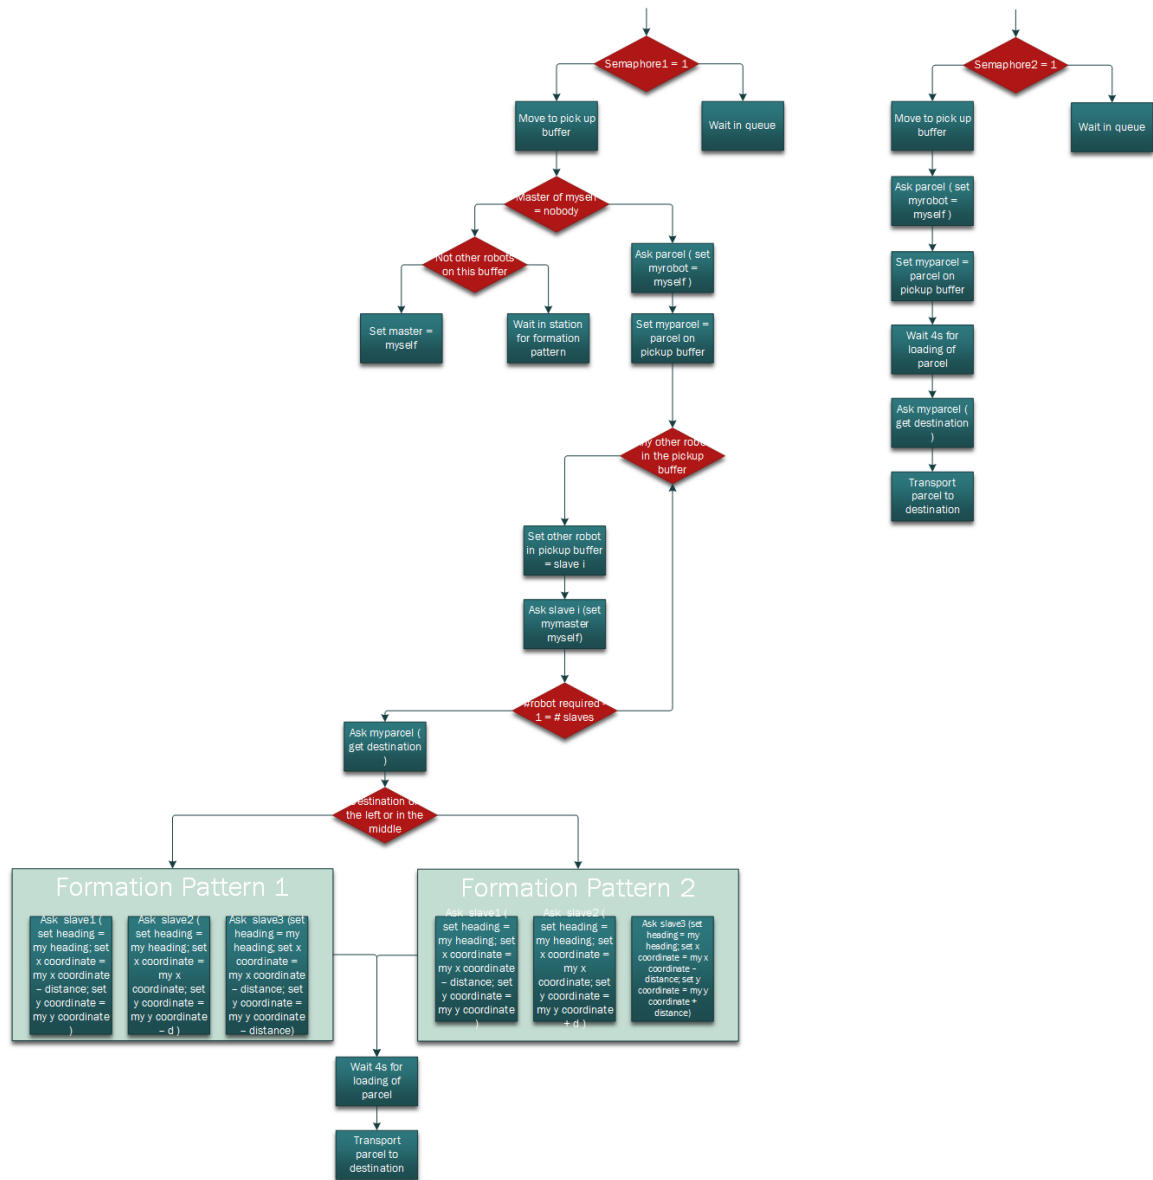 Semaphore1 = 1
Move to pick up
buffer
Wait in queue
Master of myself
= nobody
Not other robots
on this buffer
Set master =
myself
Wait in station
for formation
pattern
Ask parcel ( set
myrobot =
myself )
Set myparcel =
parcel on
pickup buffer
ny other robo
in the pickup
buffer
Set other robot
in pickup buffer
= slave i
Ask slave i (set
mymaster
myself)
#robot required -
1 = # slaves
Ask myparcel (
get destination
)
estination o
the left or in the
middle
Formation Pattern 1
Ask slave1 (
set heading =
my heading; set
x coordinate =
my x coordinate
– distance; set
y coordinate =
my y coordinate
)
Ask slave2 (
set heading =
my heading; set
x coordinate =
my x
coordinate; set
y coordinate =
my y coordinate
– d )
Ask slave3 (set
heading = my
heading; set x
coordinate =
my x coordinate
– distance; set
y coordinate =
my y coordinate
– distance)
Formation Pattern 2
Ask slave1 (
set heading =
my heading; set
x coordinate =
my x coordinate
– distance; set
y coordinate =
my y coordinate
)
Ask slave2 (
set heading =
my heading; set
x coordinate =
my x
coordinate; set
y coordinate =
my y coordinate
+ d )
Ask slave3 (set
heading = my
heading; set x
coordinate = my x
coordinate –
distance; set y
coordinate = my y
coordinate +
distance)
Wait 4s for
loading of
parcel
Transport
parcel to
destination
Semaphore2 = 1
Move to pick up
buffer
Wait in queue
Ask parcel ( set
myrobot =
myself )
Set myparcel =
parcel on
pickup buffer
Wait 4s for
loading of
parcel
Ask myparcel (
get destination
)
Transport
parcel to
destination